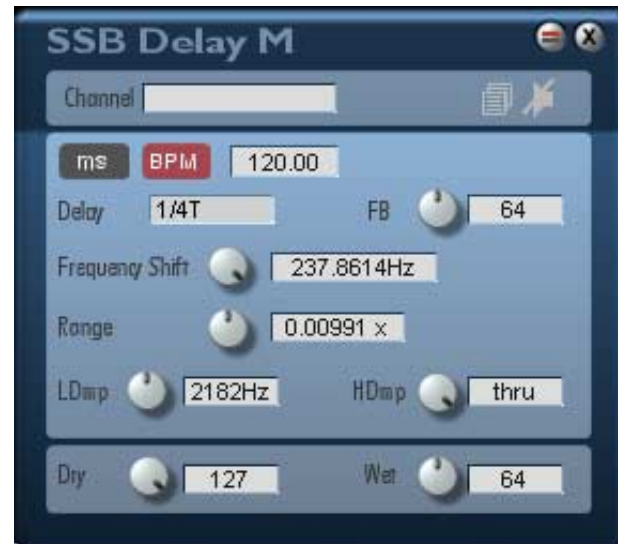 SSB Delay M
Channel
ms BPM 120.00
Delay 1/4T FB 64
Frequency Shift 237.8614Hz
Range 0.00991 x
LDmp 2182Hz HDmp thru
Dry 127 Wet 64